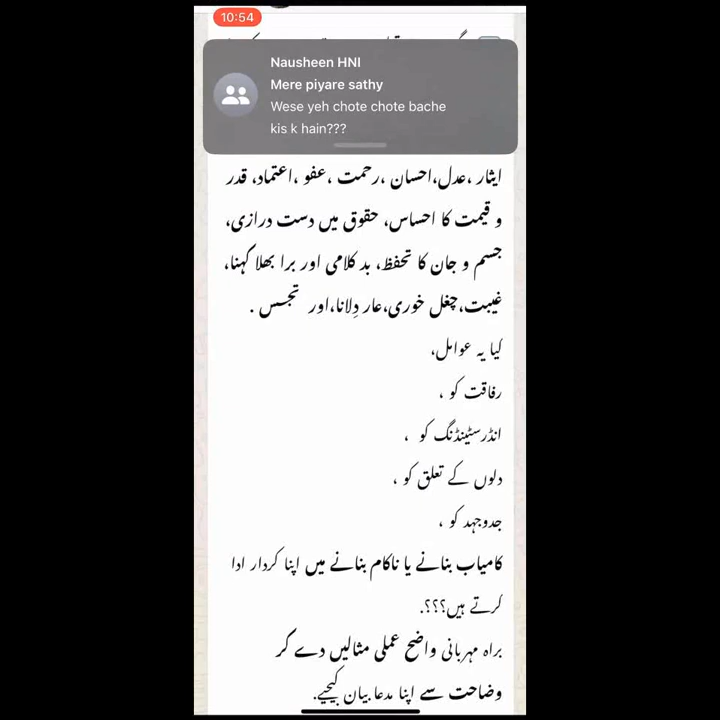 10:54
Nausheen HNI
Mere piyare sathy
Wese yeh chote chote bache
kis k hain???
ایثار ،عدل،احسان ،رحمت ،عفو ،اعتماد، قدر
و قیمت کا احساس، حقوق میں دست درازی،
جسم و جان کا تحفظ، بد کلامی اور برا بھلا کہنا،
غیبت،چغل خوری،عار دِلانا،اور تجسس .
کیا یہ عوامل،
رفاقت کو ،
انڈرسٹینڈنگ کو ،
دلوں کے تعلق کو ،
جدوجہد کو ،
کامیاب بنانے یا ناکام بنانے میں اپنا کردار ادا
کرتے ہیں؟؟؟.
براہ مہربانی واضح عملی مثالیں دے کر
وضاحت سے اپنا مدعا بیان کیجیے.